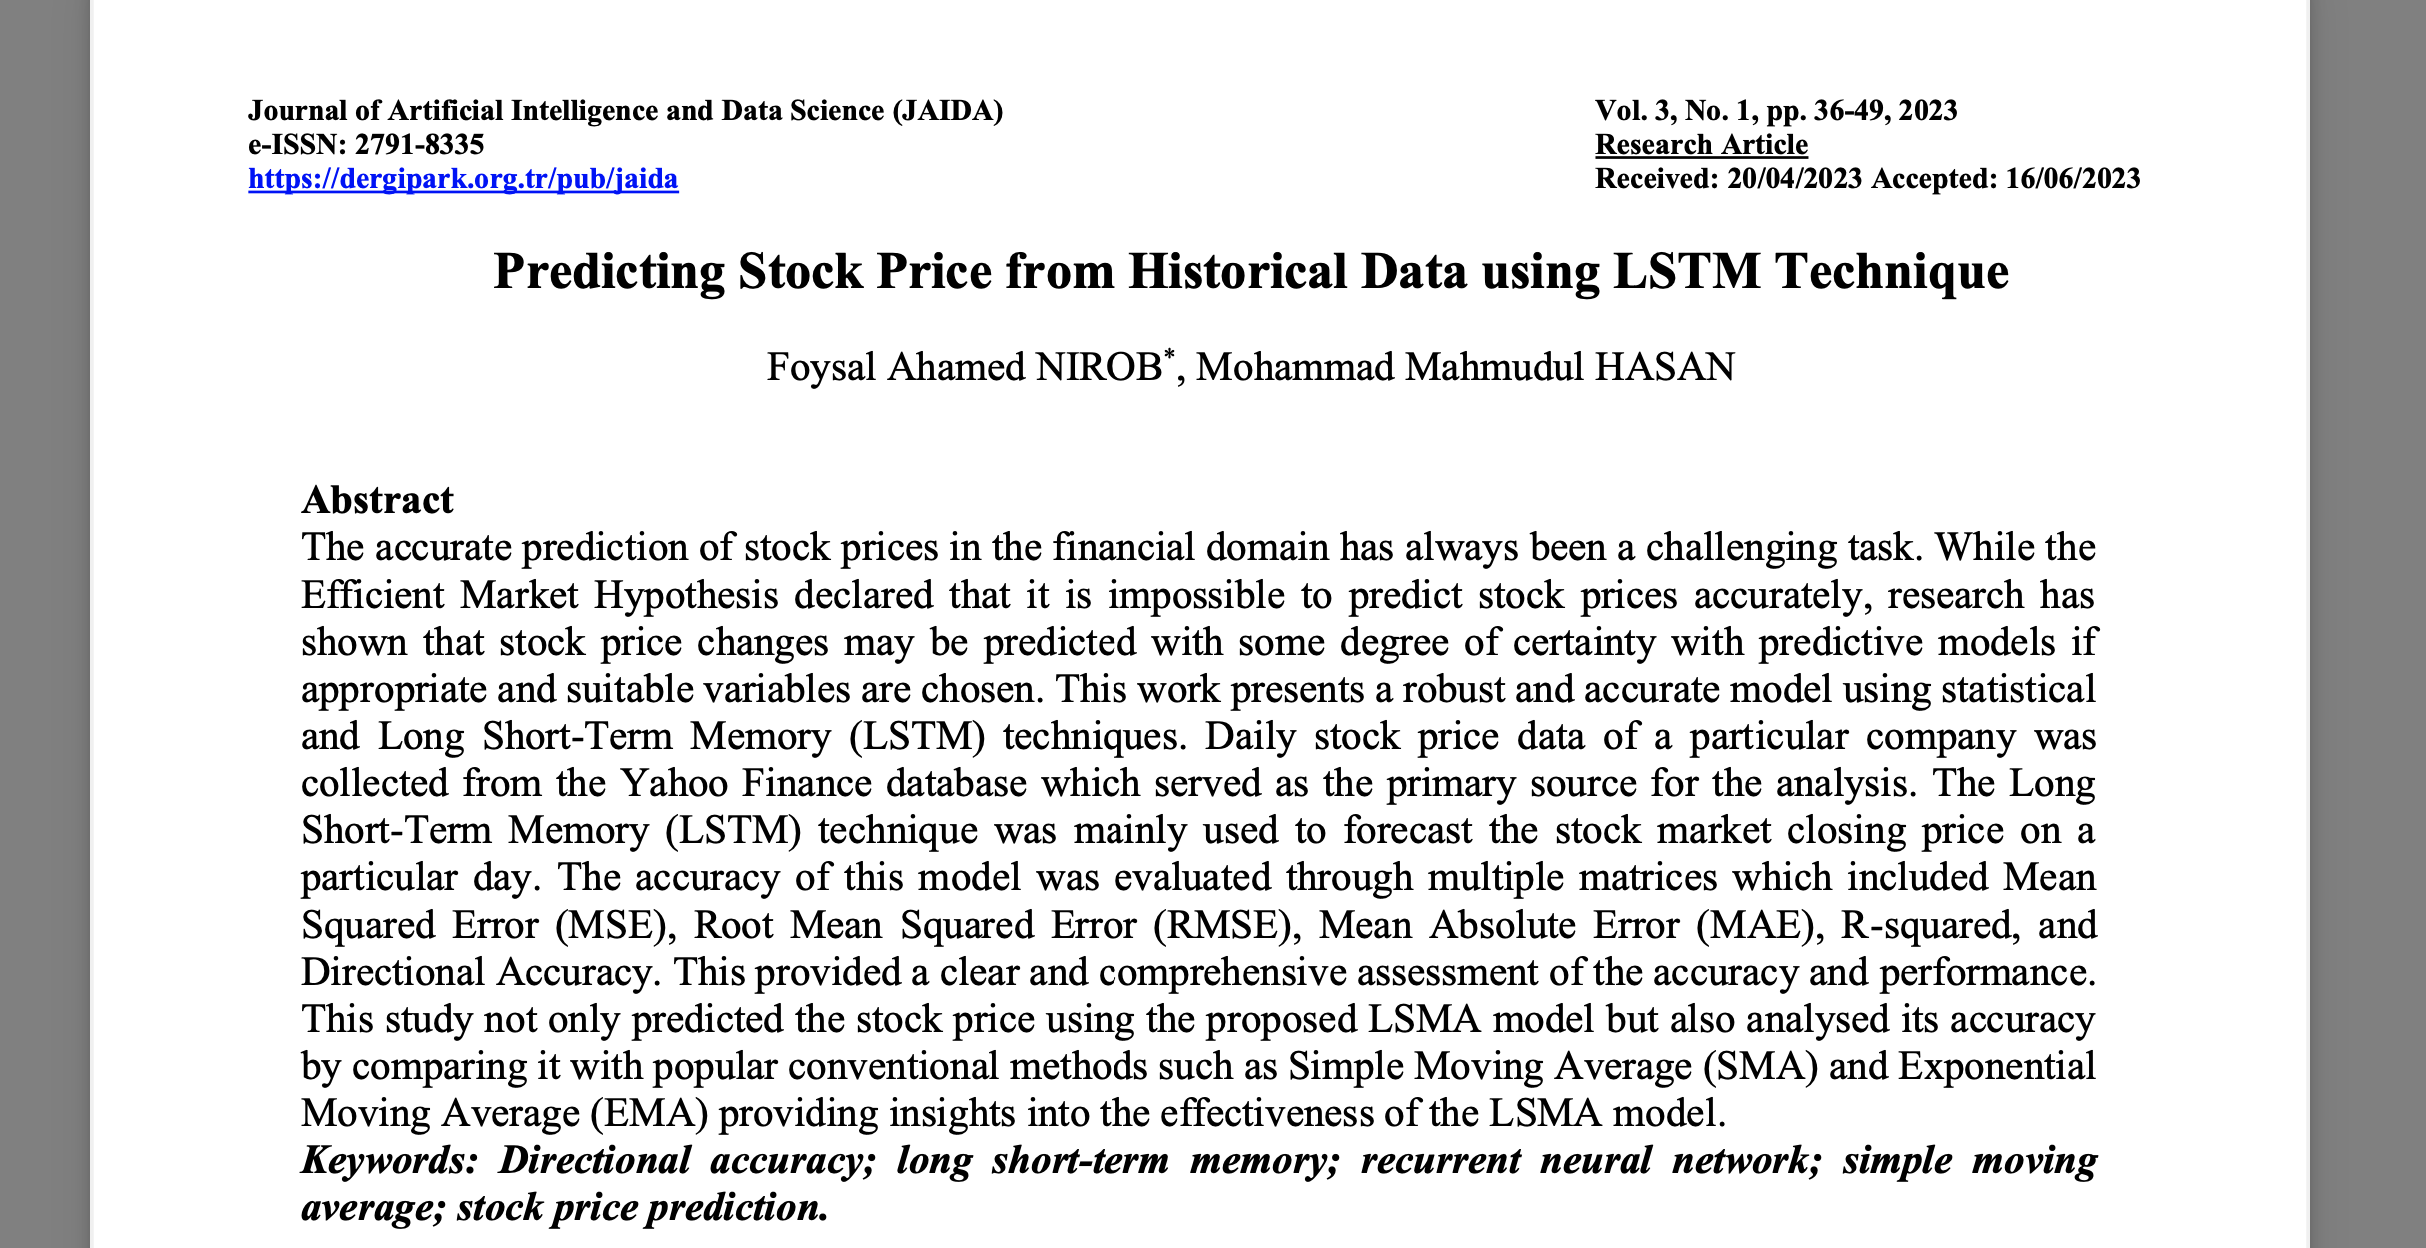 Journal of Artificial Intelligence and Data Science (JAIDA)
e-ISSN: 2791-8335
https://dergipark.org.tr/pub/jaida
Vol. 3, No. 1, pp. 36-49, 2023
Research Article
Received: 20/04/2023 Accepted: 16/06/2023
Predicting Stock Price from Historical Data using LSTM Technique
Foysal Ahamed NIROB*, Mohammad Mahmudul HASAN
Abstract
The accurate prediction of stock prices in the financial domain has always been a challenging task. While the
Efficient Market Hypothesis declared that it is impossible to predict stock prices accurately, research has
shown that stock price changes may be predicted with some degree of certainty with predictive models if
appropriate and suitable variables are chosen. This work presents a robust and accurate model using statistical
and Long Short-Term Memory (LSTM) techniques. Daily stock price data of a particular company was
collected from the Yahoo Finance database which served as the primary source for the analysis. The Long
Short-Term Memory (LSTM) technique was mainly used to forecast the stock market closing price on a
particular day. The accuracy of this model was evaluated through multiple matrices which included Mean
Squared Error (MSE), Root Mean Squared Error (RMSE), Mean Absolute Error (MAE), R-squared, and
Directional Accuracy. This provided a clear and comprehensive assessment of the accuracy and performance.
This study not only predicted the stock price using the proposed LSMA model but also analysed its accuracy
by comparing it with popular conventional methods such as Simple Moving Average (SMA) and Exponential
Moving Average (EMA) providing insights into the effectiveness of the LSMA model.
Keywords: Directional accuracy; long short-term memory; recurrent neural network; simple moving
average; stock price prediction.